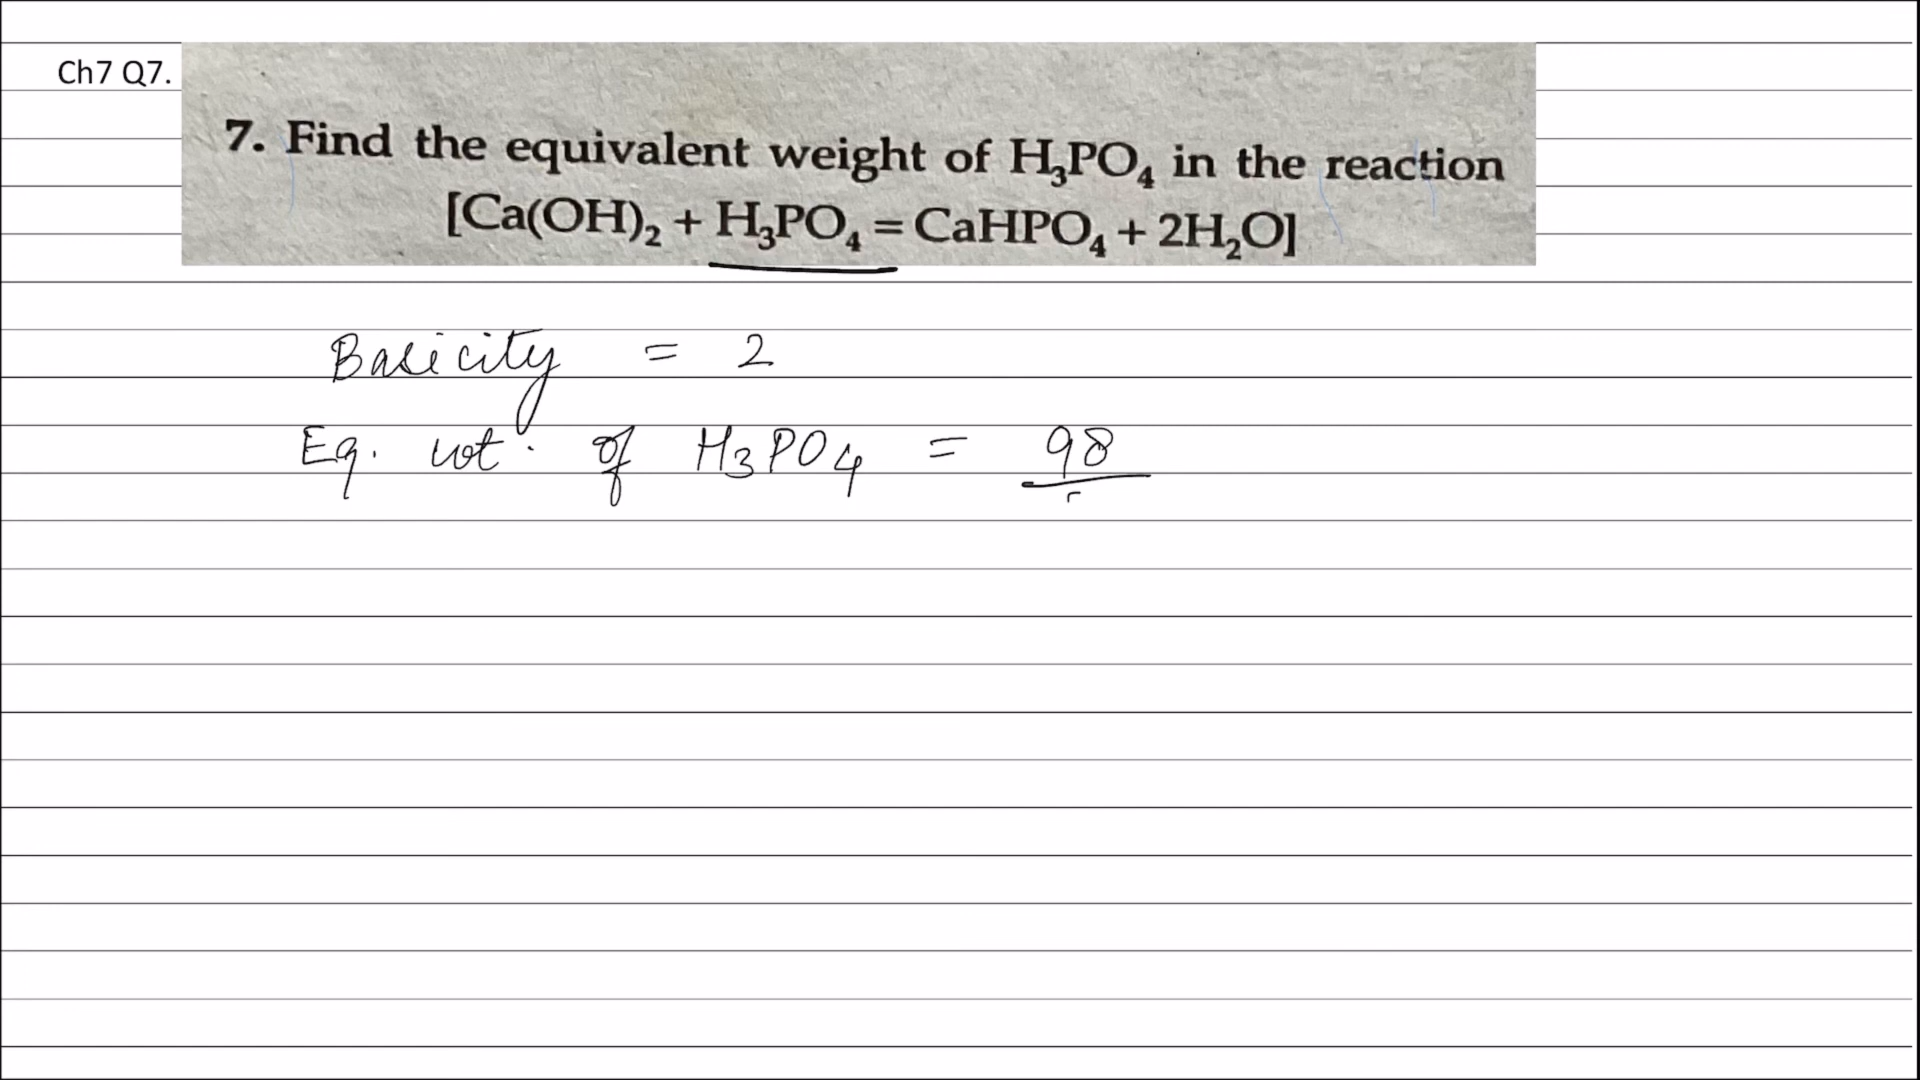 Ch7 Q7.
7. Find the equivalent weight of H₃PO₄ in the reaction
[Ca(OH)₂ + H₃PO₄ = CaHPO₄ + 2H₂O]
Basicity = 2
Eq. wt. of H3PO4 = 98